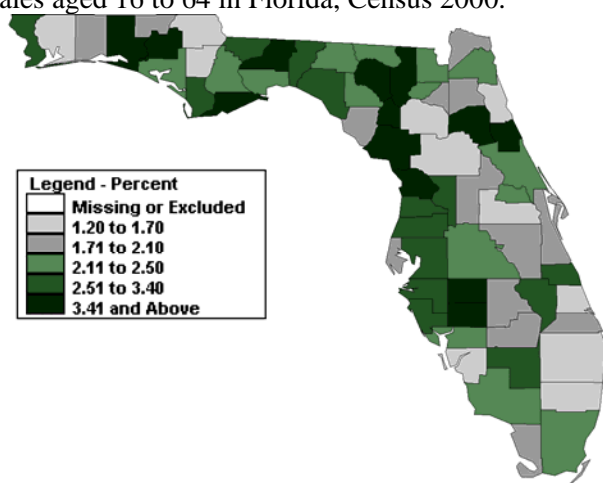 ales aged 16 to 64 in Florida, Census 2000.
Legend - Percent
Missing or Excluded
1.20 to 1.70
1.71 to 2.10
2.11 to 2.50
2.51 to 3.40
3.41 and Above